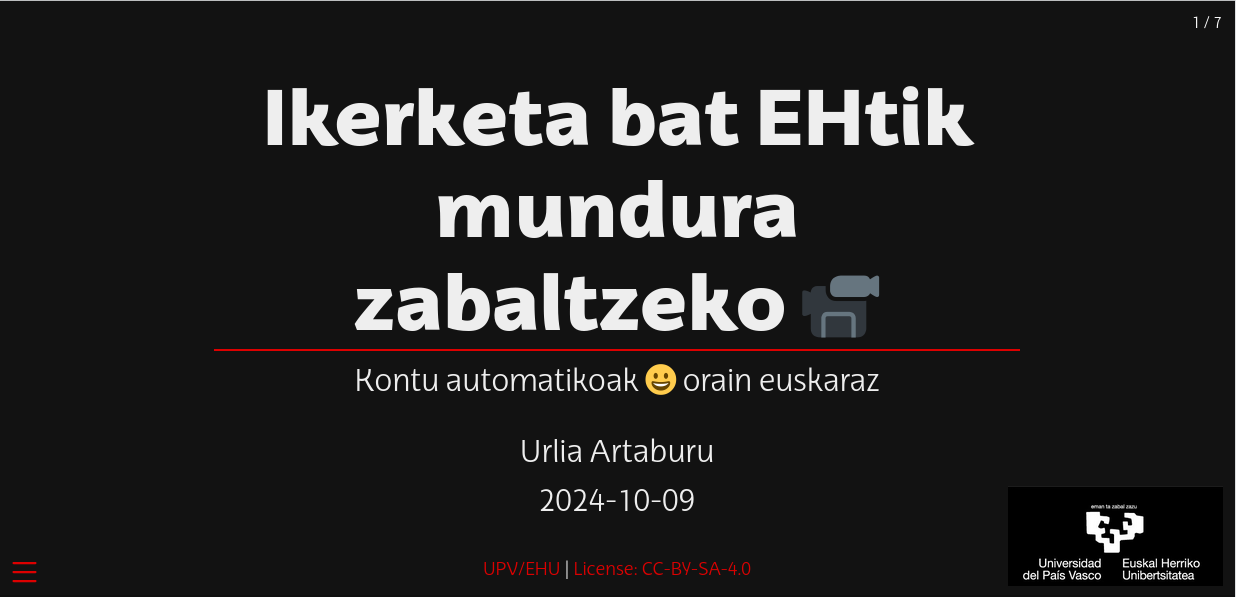 1 / 7
Ikerketa bat EHtik
mundura
zabaltzeko
Kontu automatikoak 😀 orain euskaraz
Urlia Artaburu
2024-10-09
UPV/EHU | License: CC-BY-SA-4.0
eman ta zabal zazu
Universidad
del País Vasco
Euskal Herriko
Unibertsitatea